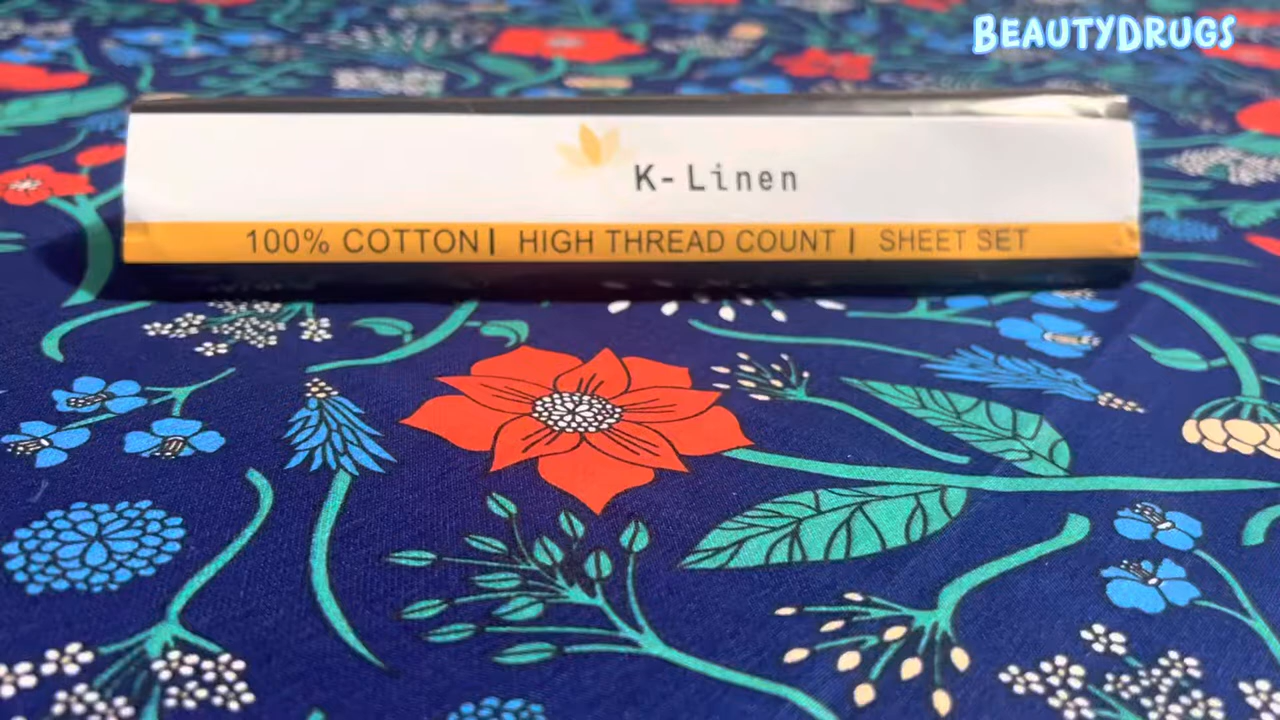 BEAUTYDRUGS
K-Linen
100% COTTON| HIGH THREAD COUNT | SHEET SET